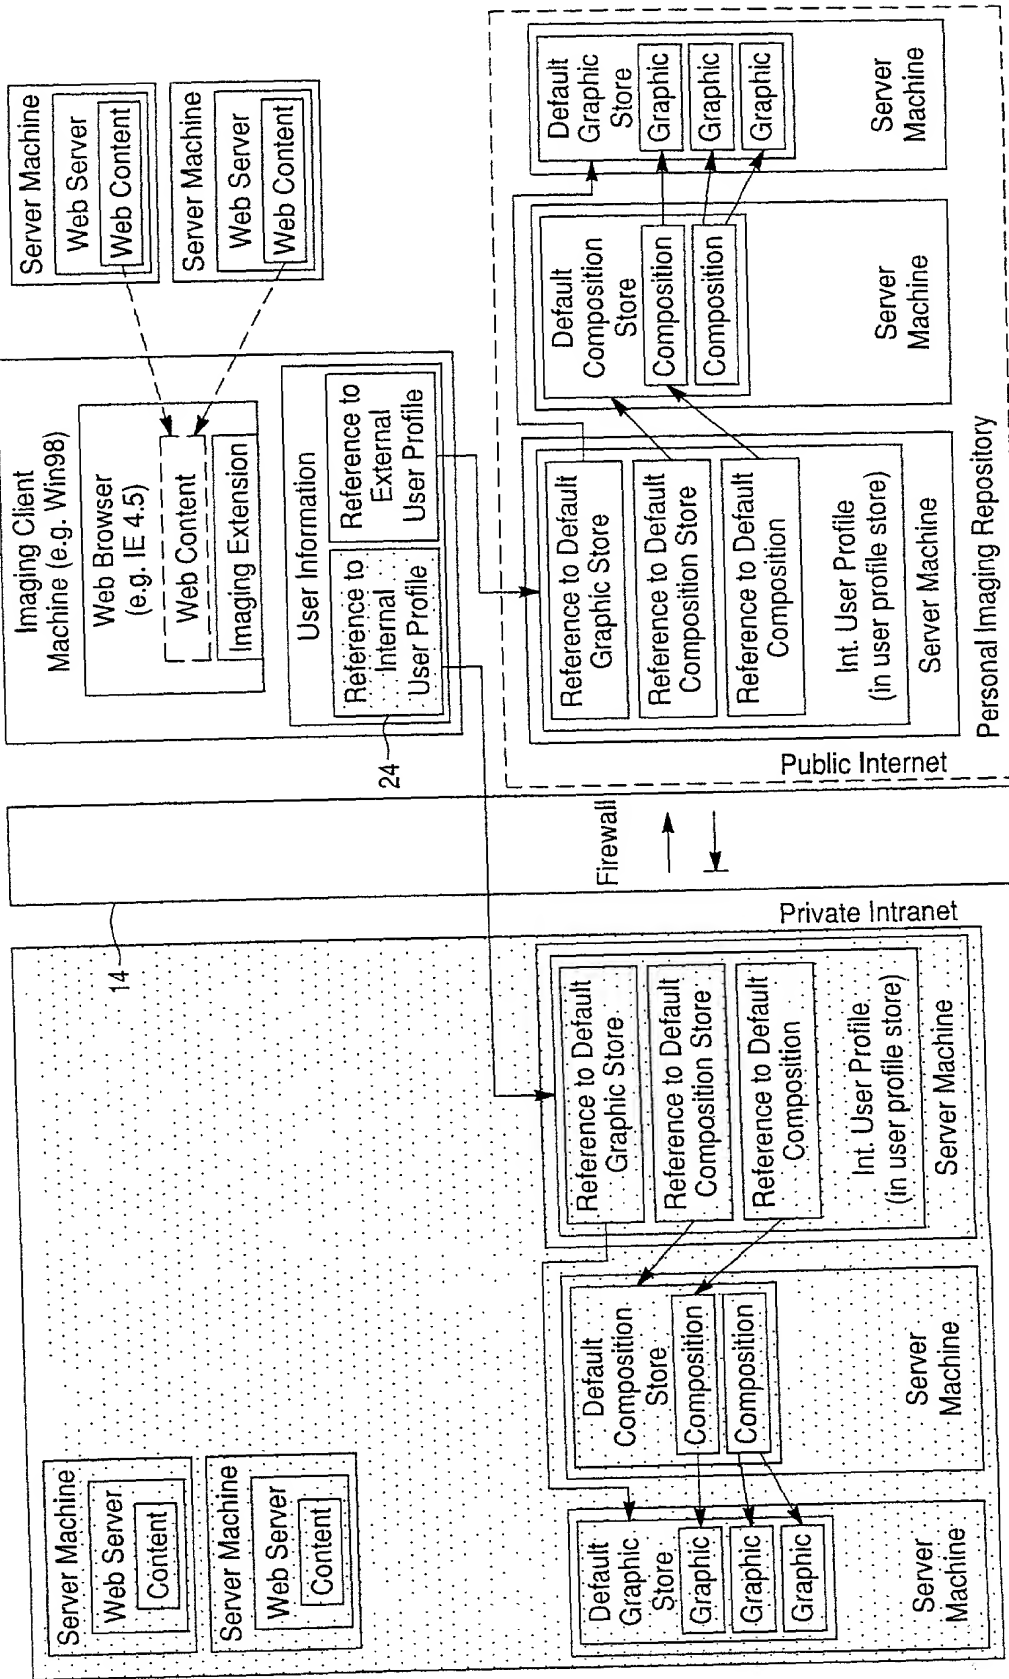 Server Machine
Web Server
Content
Server Machine
Web Server
Content
Default
Graphic
Store
Graphic
Graphic
Graphic
Server
Machine
Default
Composition
Store
Composition
Composition
Server
Machine
Reference to Default
Graphic Store
Reference to Default
Composition Store
Reference to Default
Composition
Int. User Profile
(in user profile store)
Server Machine
Private Intranet
14
Firewall
Imaging Client
Machine (e.g. Win98)
Web Browser
(e.g. IE 4.5)
Web Content
Imaging Extension
User Information
Reference to
Internal
User Profile
Reference to
External
User Profile
24
Server Machine
Web Server
Web Content
Server Machine
Web Server
Web Content
Public Internet
Reference to Default
Graphic Store
Reference to Default
Composition Store
Reference to Default
Composition
Int. User Profile
(in user profile store)
Server Machine
Default
Composition
Store
Composition
Composition
Server
Machine
Default
Graphic
Store
Graphic
Graphic
Graphic
Server
Machine
Personal Imaging Repository